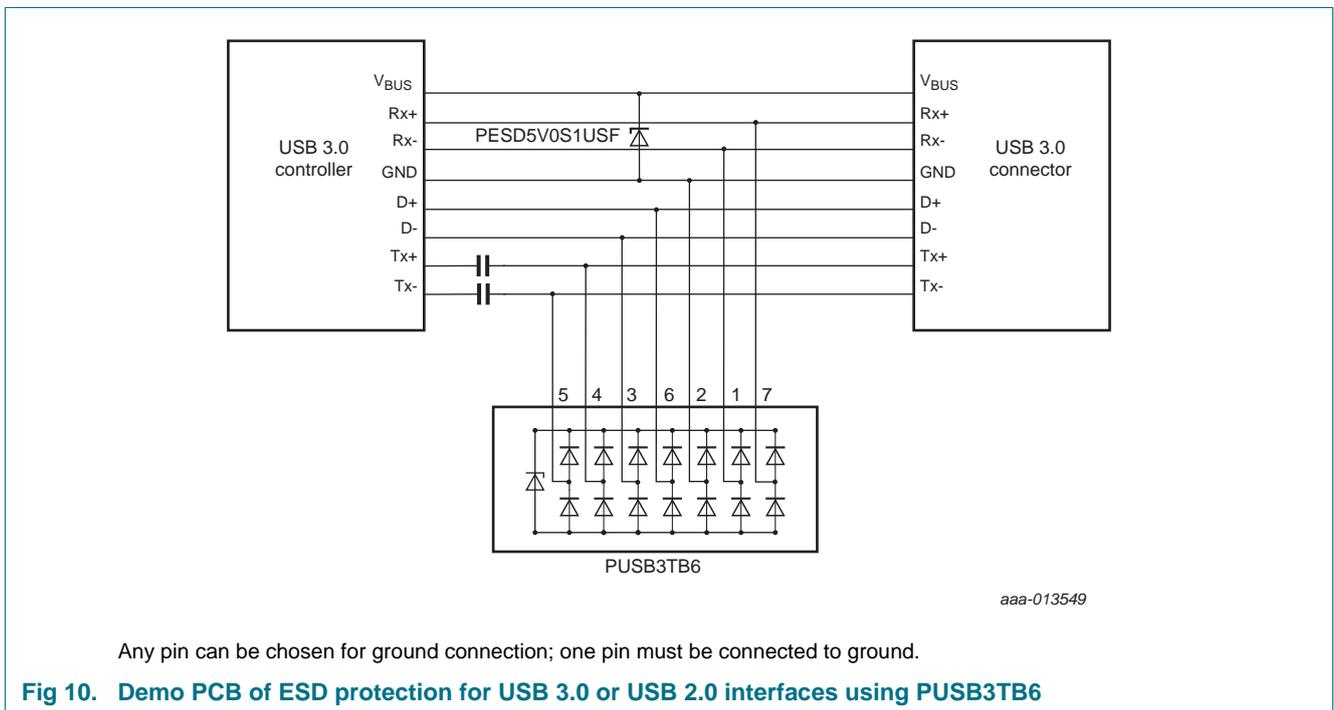 VBUS
Rx+
Rx-
GND
D+
D-
Tx+
Tx-
USB 3.0
controller
PESD5V0S1USF
VBUS
Rx+
Rx-
GND
D+
D-
Tx+
Tx-
USB 3.0
connector
5 4 3 6 2 1 7
PUSB3TB6
aaa-013549
Any pin can be chosen for ground connection; one pin must be connected to ground.
Fig 10. Demo PCB of ESD protection for USB 3.0 or USB 2.0 interfaces using PUSB3TB6